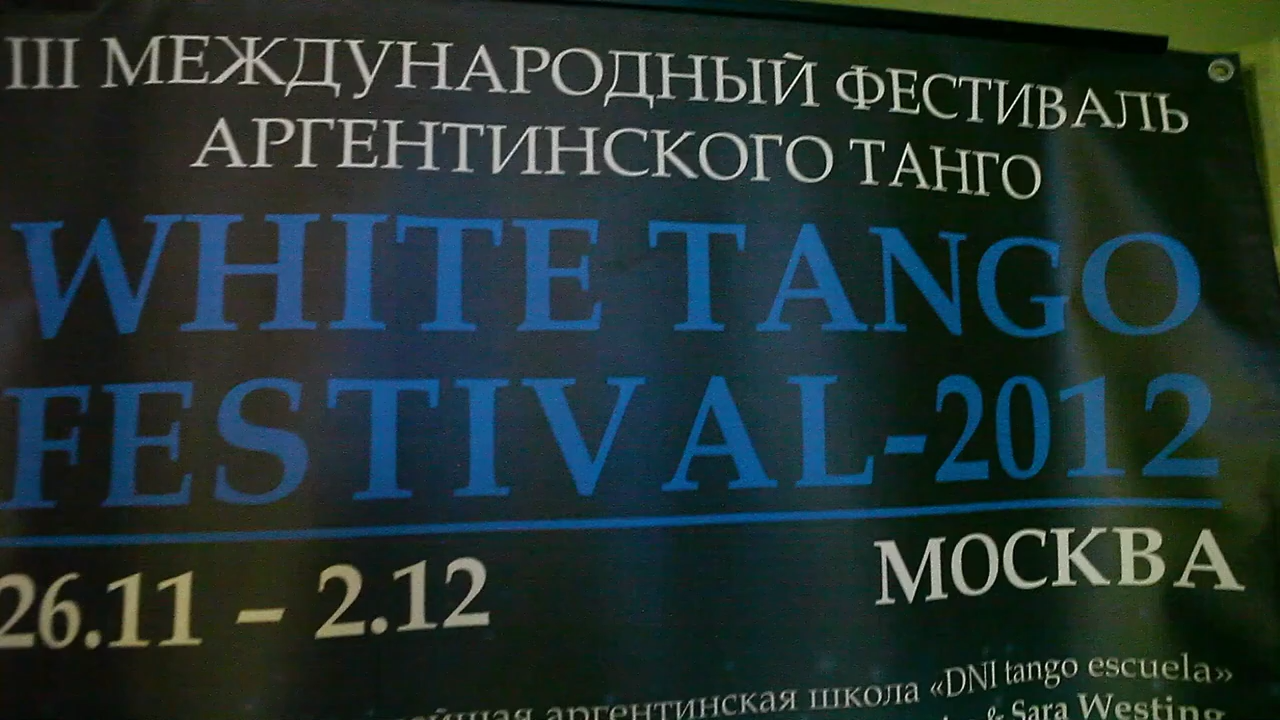 III МЕЖДУНАРОДНЫЙ ФЕСТИВАЛЬ
АРГЕНТИНСКОГО ТАНГО
WHITE TANGO
FESTIVAL-2012
26.11 – 2.12
МОСКВА
аргентинская школа «DNI tango escuela»
& Sara Westing